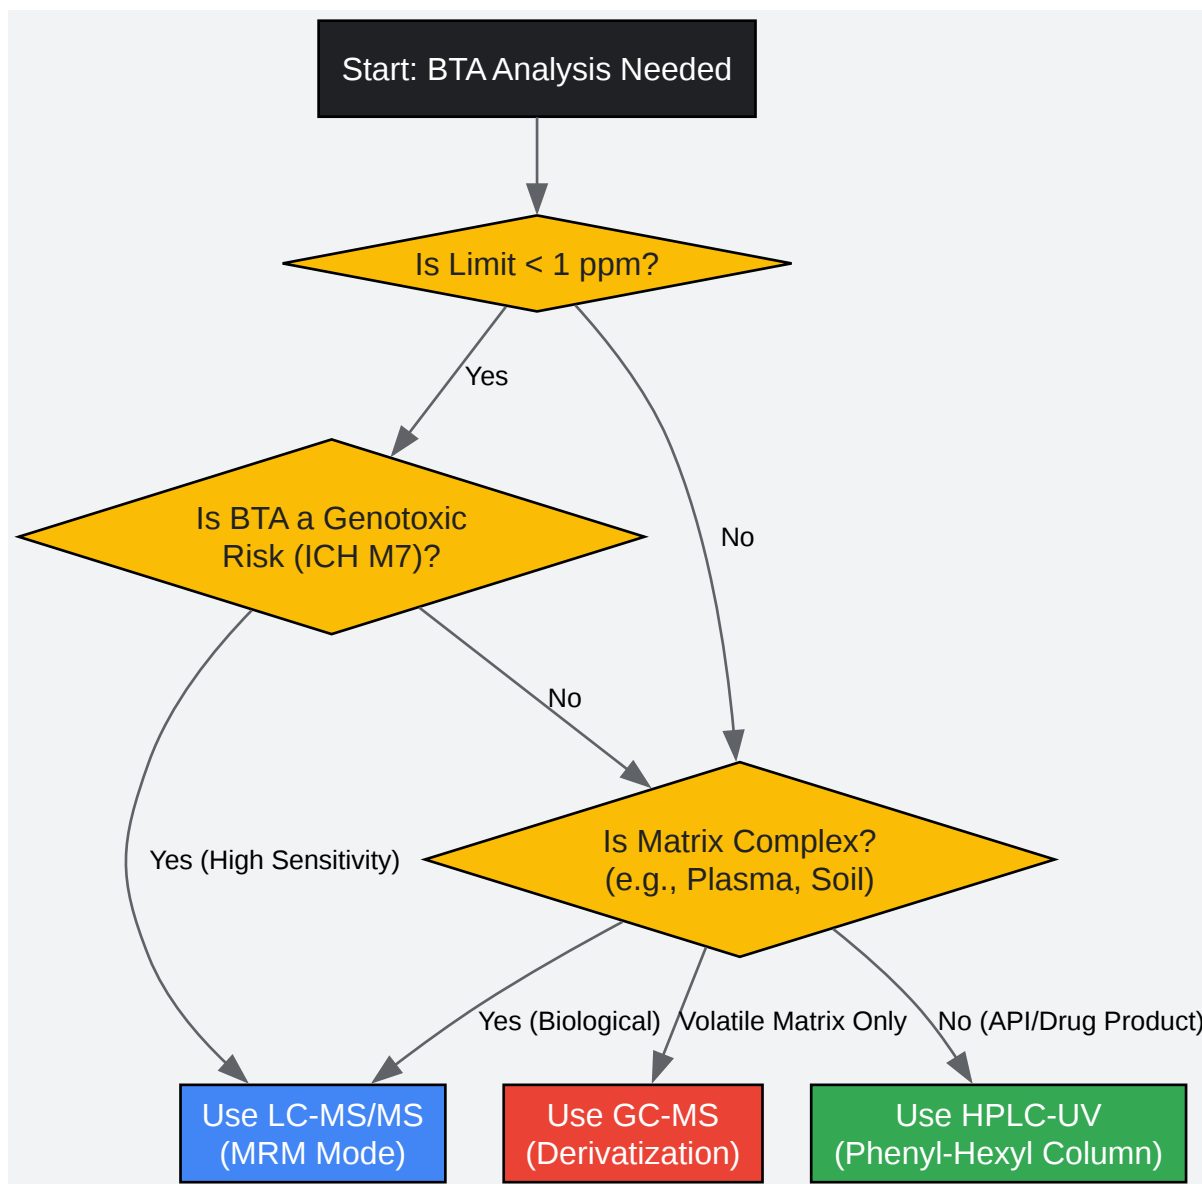 Start: BTA Analysis Needed
Is Limit < 1 ppm?
Yes
Is BTA a Genotoxic
Risk (ICH M7)?
No
No
Is Matrix Complex?
(e.g., Plasma, Soil)
Yes (High Sensitivity)
Yes (Biological)
Volatile Matrix Only
No (API/Drug Product)
Use LC-MS/MS
(MRM Mode)
Use GC-MS
(Derivatization)
Use HPLC-UV
(Phenyl-Hexyl Column)